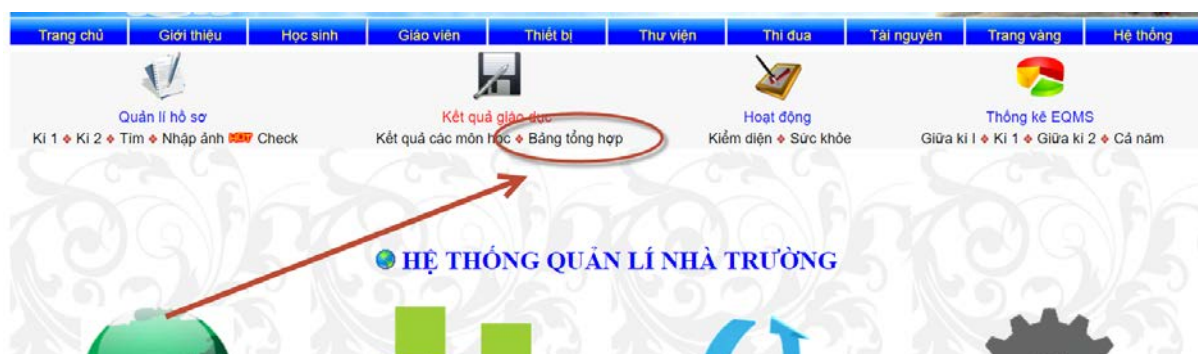 Trang chủ Giới thiệu Học sinh Giáo viên Thiết bị Thư viện Thi đua Tài nguyên Trang vàng Hệ thống
Quản lí hồ sơ Kết quả giáo dục Hoạt động Thống kê EQMS
Kì 1 ❖ Kì 2 ❖ Tìm ❖ Nhập ảnh HOT Check Kết quả các môn học ❖ Bảng tổng hợp Kiểm diện ❖ Sức khỏe Giữa kì I ❖ Kì 1 ❖ Giữa kì 2 ❖ Cả năm
HỆ THỐNG QUẢN LÍ NHÀ TRƯỜNG